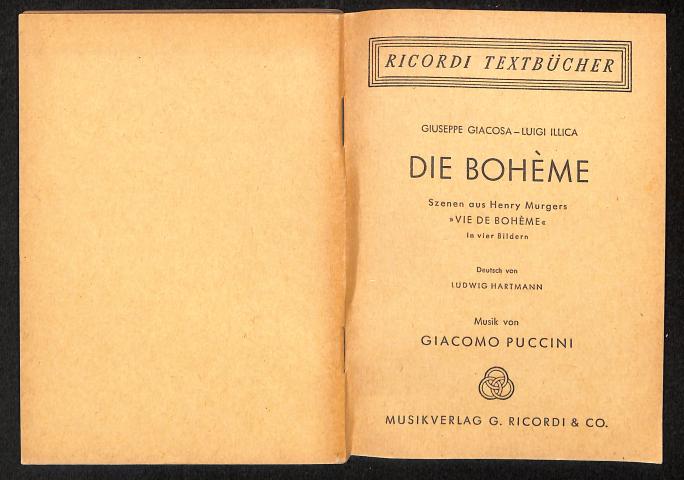 RICORDI TEXTBÜCHER
GIUSEPPE GIACOSA–LUIGI ILLICA
DIE BOHÈME
Szenen aus Henry Murgers
»VIE DE BOHÈME«
in vier Bildern
Deutsch von
LUDWIG HARTMANN
Musik von
GIACOMO PUCCINI
MUSIKVERLAG G. RICORDI & CO.